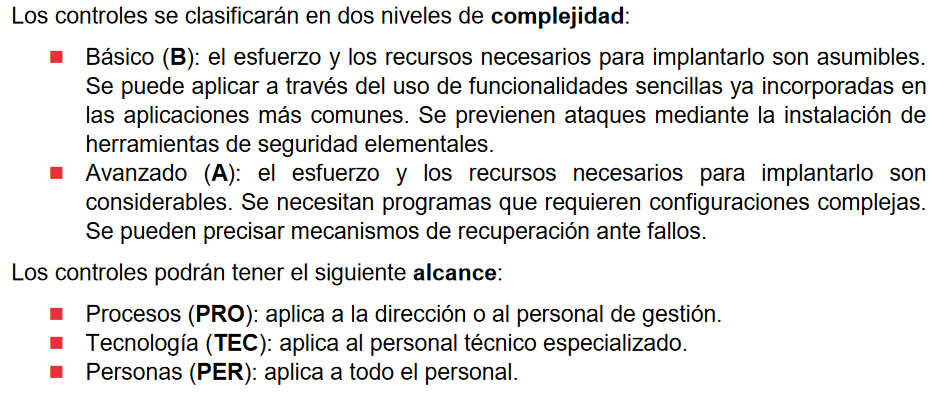 Los controles se clasificarán en dos niveles de complejidad:
Básico (B): el esfuerzo y los recursos necesarios para implantarlo son asumibles.
Se puede aplicar a través del uso de funcionalidades sencillas ya incorporadas en
las aplicaciones más comunes. Se previenen ataques mediante la instalación de
herramientas de seguridad elementales.
Avanzado (A): el esfuerzo y los recursos necesarios para implantarlo son
considerables. Se necesitan programas que requieren configuraciones complejas.
Se pueden precisar mecanismos de recuperación ante fallos.
Los controles podrán tener el siguiente alcance:
Procesos (PRO): aplica a la dirección o al personal de gestión.
Tecnología (TEC): aplica al personal técnico especializado.
Personas (PER): aplica a todo el personal.